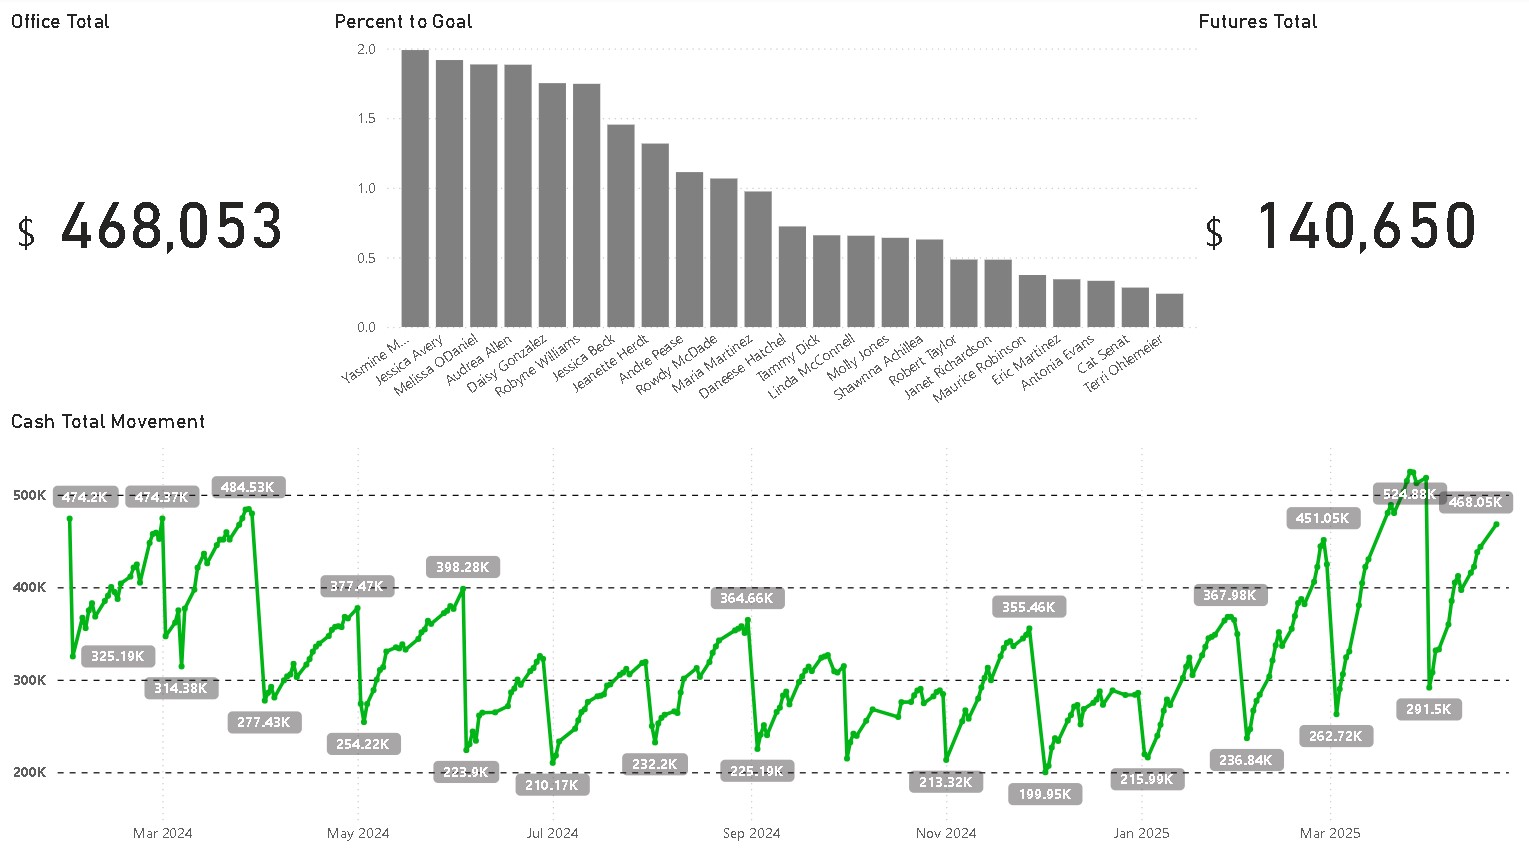 Office Total
Percent to Goal
Futures Total
2.0
1.5
1.0
0.5
0.0
$ 468,053
$ 140,650
Yasmine M...
Jessica Avery
Melissa ODaniel
Audrea Allen
Daisy Gonzalez
Robyne Williams
Jessica Beck
Jeanette Herdt
Andre Pease
Rowdy McDade
Maria Martinez
Daneese Hatchel
Tammy Dick
Linda McConnell
Molly Jones
Shawnna Achillea
Robert Taylor
Janet Richardson
Maurice Robinson
Eric Martinez
Antonia Evans
Cat Senat
Terri Ohlemeier
Cash Total Movement
500K
400K
300K
200K
474.2K
474.37K
484.53K
325.19K
314.38K
277.43K
377.47K
254.22K
398.28K
223.9K
210.17K
232.2K
364.66K
225.19K
213.32K
355.46K
199.95K
215.99K
367.98K
236.84K
451.05K
262.72K
524.88K
291.5K
468.05K
Mar 2024
May 2024
Jul 2024
Sep 2024
Nov 2024
Jan 2025
Mar 2025